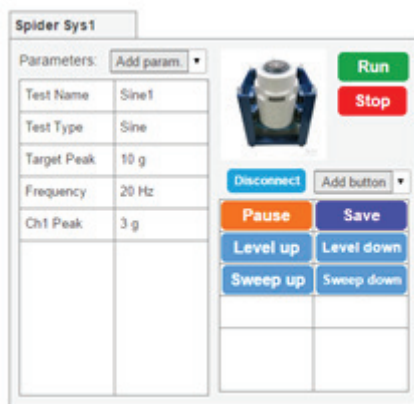 Spider Sys1
Parameters: Add param.
Test Name Sine1
Test Type Sine
Target Peak 10 g
Frequency 20 Hz
Ch1 Peak 3 g
Run
Stop
Disconnect Add button
Pause Save
Level up Level down
Sweep up Sweep down